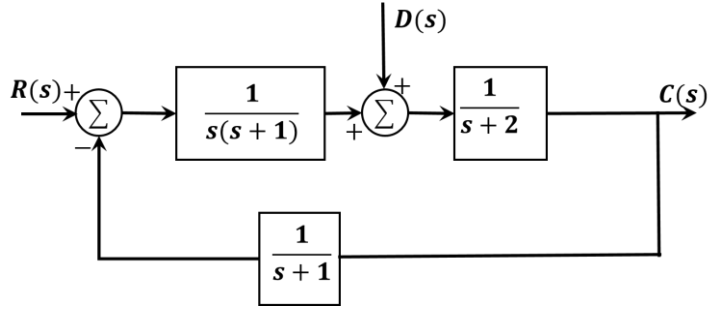 D(s)
R(s) + Σ − 1/s(s + 1) + + Σ 1/s + 2 C(s)
1/s + 1